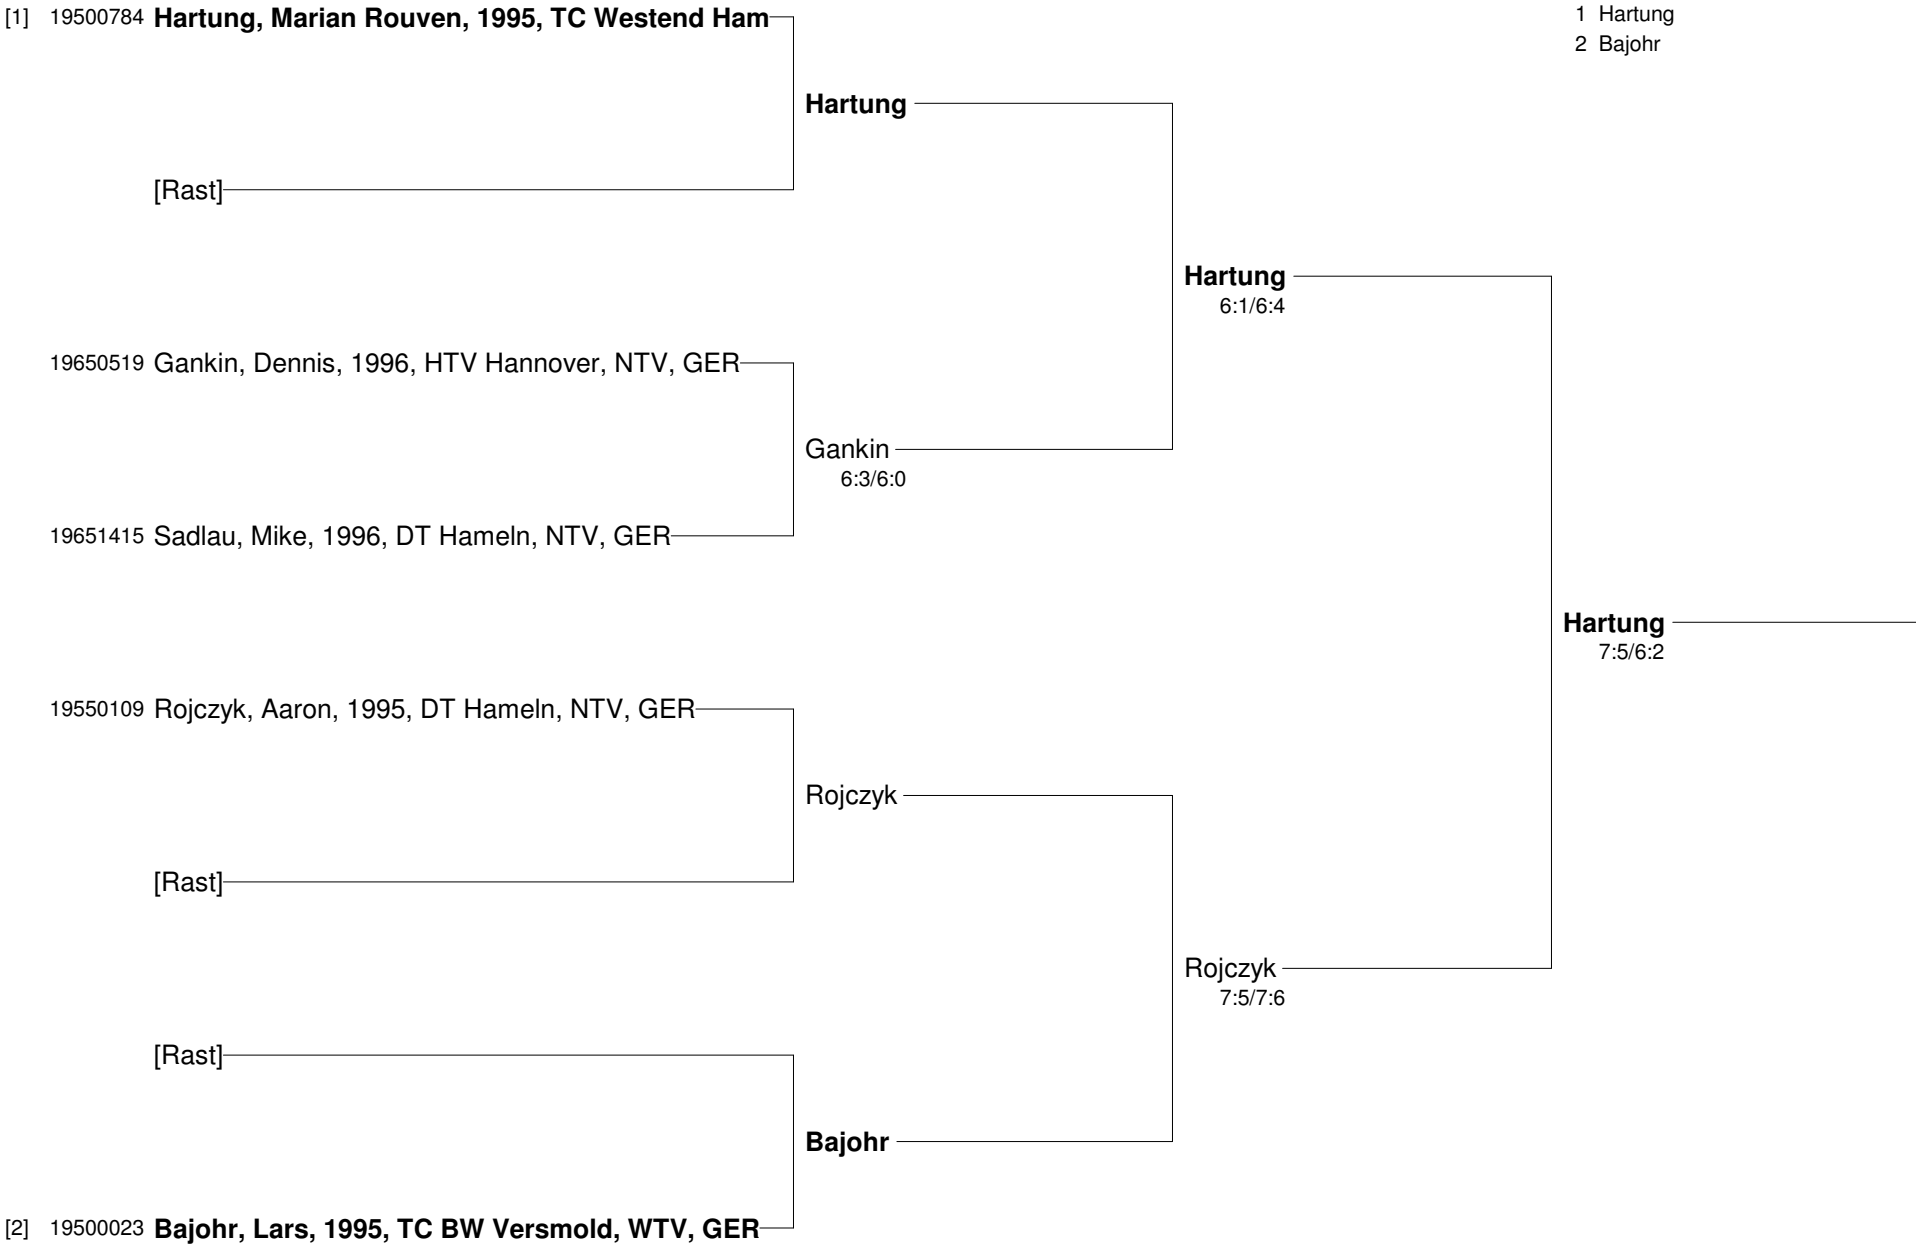 [1] 19500784 Hartung, Marian Rouven, 1995, TC Westend Ham
1 Hartung
2 Bajohr
Hartung
[Rast]
Hartung
6:1/6:4
19650519 Gankin, Dennis, 1996, HTV Hannover, NTV, GER
Gankin
6:3/6:0
19651415 Sadlau, Mike, 1996, DT Hameln, NTV, GER
Hartung
7:5/6:2
19550109 Rojczyk, Aaron, 1995, DT Hameln, NTV, GER
Rojczyk
[Rast]
Rojczyk
7:5/7:6
[Rast]
Bajohr
[2] 19500023 Bajohr, Lars, 1995, TC BW Versmold, WTV, GER